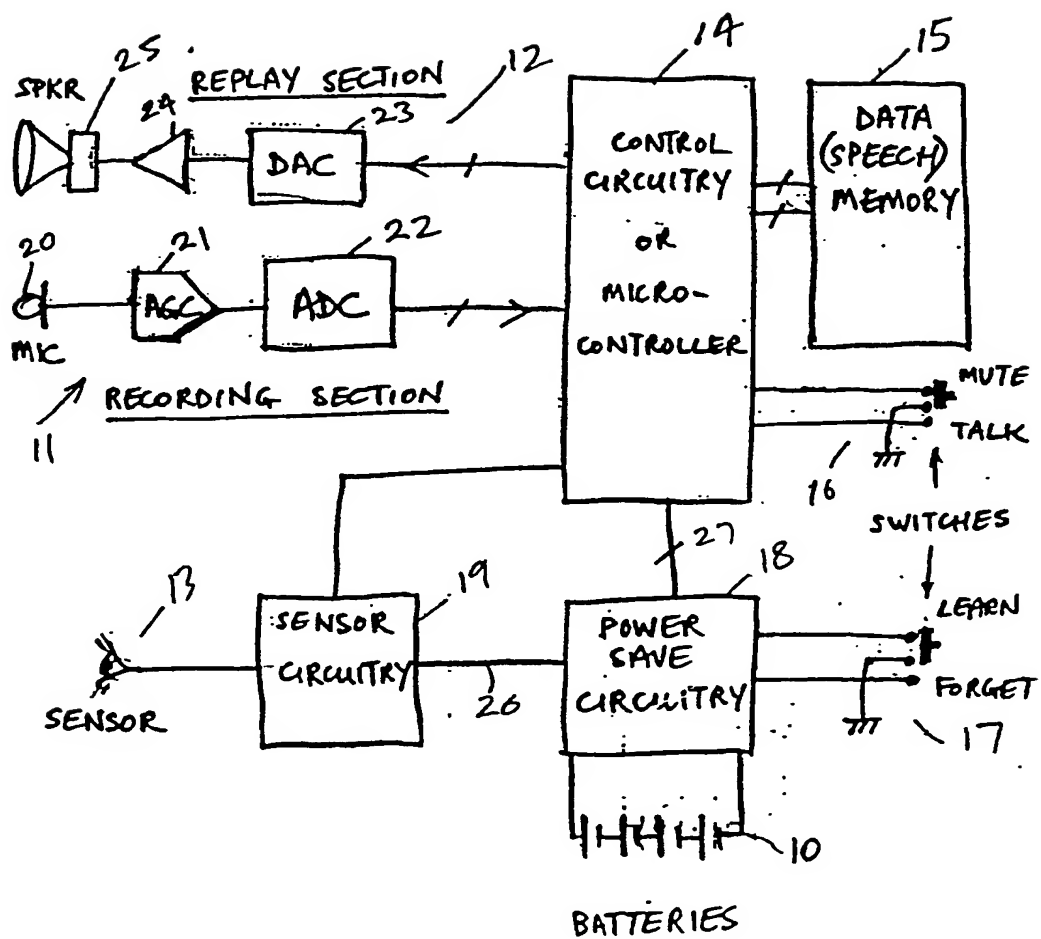 25
REPLAY SECTION
12
14
15
SPKR
24
23
DAC
CONTROL
CIRCUITRY
OR
MICRO-
CONTROLLER
DATA
(SPEECH)
MEMORY
20
21
22
AGC
ADC
MIC
11
RECORDING SECTION
MUTE
TALK
16
SWITCHES
27
13
19
18
LEARN
SENSOR
CIRCUITRY
POWER
SAVE
CIRCUITRY
SENSOR
26
FORGET
17
10
BATTERIES